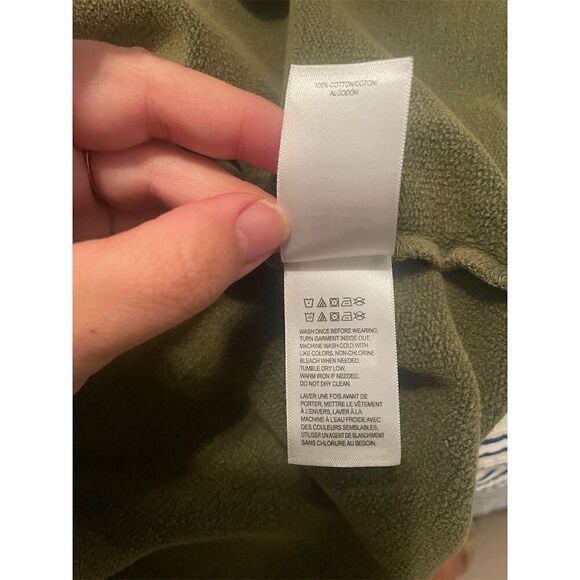 100% COTTON/COTON/
ALGODÓN
WASH ONCE BEFORE WEARING,
TURN GARMENT INSIDE OUT,
MACHINE WASH COLD WITH
LIKE COLORS. NON-CHLORINE
BLEACH WHEN NEEDED,
TUMBLE DRY LOW,
WARM IRON IF NEEDED.
DO NOT DRY CLEAN.
LAVER UNE FOIS AVANT DE
PORTER, METTRE LE VÊTEMENT
À L'ENVERS, LAVER À LA
MACHINE À L'EAU FROIDE AVEC
DES COULEURS SEMBLABLES,
UTILISER UN AGENT DE BLANCHIMENT
SANS CHLORURE AU BESOIN.